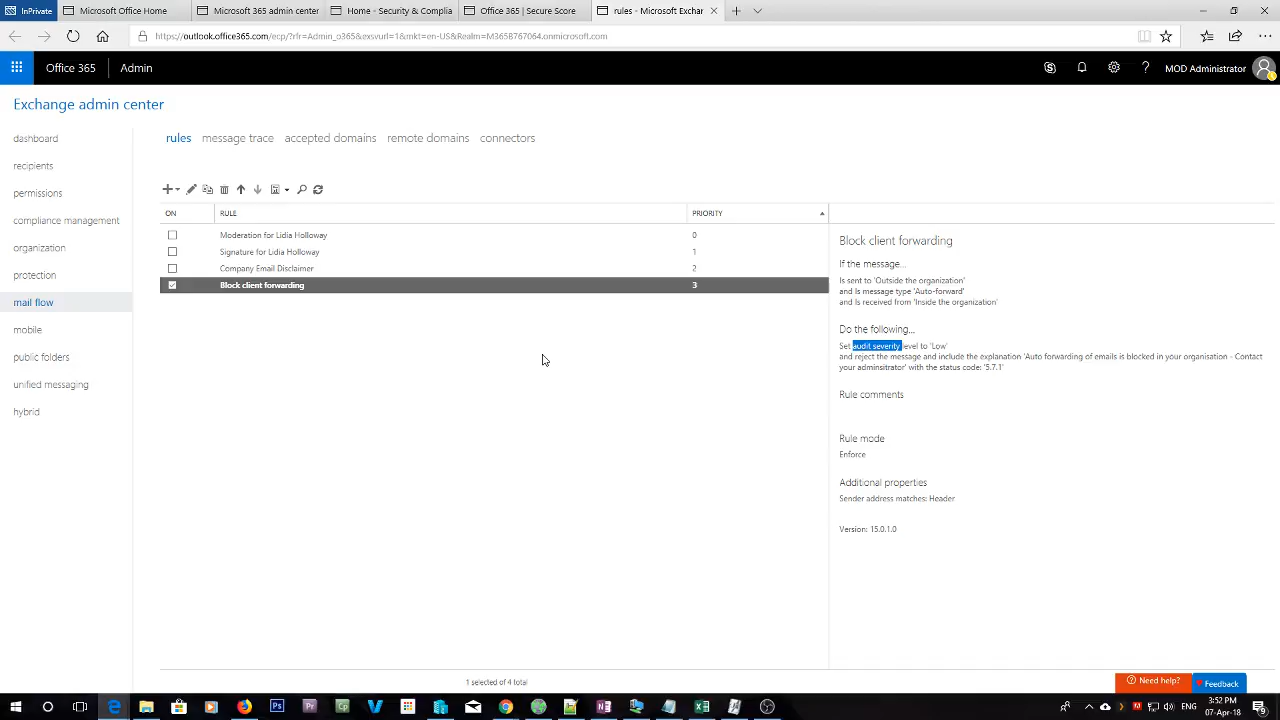 InPrivate
Microsoft Office Home
Microsoft 365 admin center
Home - Security & Complia
Office 365 | Secure Score
rules - Microsoft Exchar
https://outlook.office365.com/ecp/?rfr=Admin_o365&exsvurl=1&mkt=en-US&Realm=M365B767064.onmicrosoft.com
Office 365
Admin
MOD Administrator
Exchange admin center
dashboard
recipients
permissions
compliance management
organization
protection
mail flow
mobile
public folders
unified messaging
hybrid
rules message trace accepted domains remote domains connectors
ON RULE PRIORITY
Moderation for Lidia Holloway 0
Signature for Lidia Holloway 1
Company Email Disclaimer 2
Block client forwarding 3
Block client forwarding
If the message...
Is sent to 'Outside the organization'
and Is message type 'Auto-forward'
and Is received from 'Inside the organization'
Do the following...
Set audit severity level to 'Low'
and reject the message and include the explanation 'Auto forwarding of emails is blocked in your organisation - Contact
your adminsitrator' with the status code: '5.7.1'
Rule comments
Rule mode
Enforce
Additional properties
Sender address matches: Header
Version: 15.0.1.0
1 selected of 4 total
Need help?
Feedback
3:52 PM
07-Apr-18